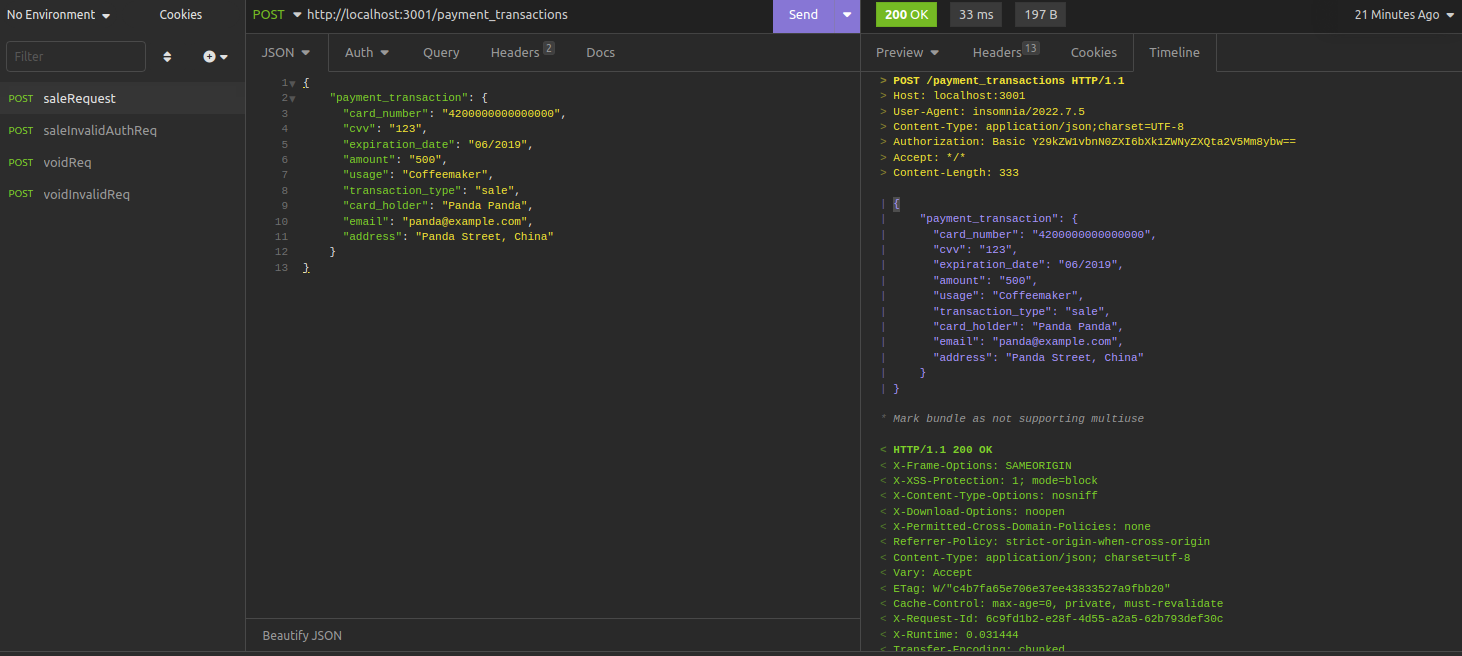 No Environment
Cookies
Filter
POST saleRequest
POST saleInvalidAuthReq
POST voidReq
POST voidInvalidReq
POST http://localhost:3001/payment_transactions
Send
JSON Auth Query Headers 2 Docs
1 {
2 "payment_transaction": {
3 "card_number": "4200000000000000",
4 "cvv": "123",
5 "expiration_date": "06/2019",
6 "amount": "500",
7 "usage": "Coffeemaker",
8 "transaction_type": "sale",
9 "card_holder": "Panda Panda",
10 "email": "panda@example.com",
11 "address": "Panda Street, China"
12 }
13 }
Beautify JSON
200 OK 33 ms 197 B 21 Minutes Ago
Preview Headers 13 Cookies Timeline
> POST /payment_transactions HTTP/1.1
> Host: localhost:3001
> User-Agent: insomnia/2022.7.5
> Content-Type: application/json;charset=UTF-8
> Authorization: Basic Y29kZW1vbnN0ZXI6bXk1ZWNyZXQta2V5Mm8ybw==
> Accept: */*
> Content-Length: 333
| {
| "payment_transaction": {
| "card_number": "4200000000000000",
| "cvv": "123",
| "expiration_date": "06/2019",
| "amount": "500",
| "usage": "Coffeemaker",
| "transaction_type": "sale",
| "card_holder": "Panda Panda",
| "email": "panda@example.com",
| "address": "Panda Street, China"
| }
| }
* Mark bundle as not supporting multiuse
< HTTP/1.1 200 OK
< X-Frame-Options: SAMEORIGIN
< X-XSS-Protection: 1; mode=block
< X-Content-Type-Options: nosniff
< X-Download-Options: noopen
< X-Permitted-Cross-Domain-Policies: none
< Referrer-Policy: strict-origin-when-cross-origin
< Content-Type: application/json; charset=utf-8
< Vary: Accept
< ETag: W/"c4b7fa65e706e37ee43833527a9fbb20"
< Cache-Control: max-age=0, private, must-revalidate
< X-Request-Id: 6c9fd1b2-e28f-4d55-a2a5-62b793def30c
< X-Runtime: 0.031444
< Transfer-Encoding: chunked